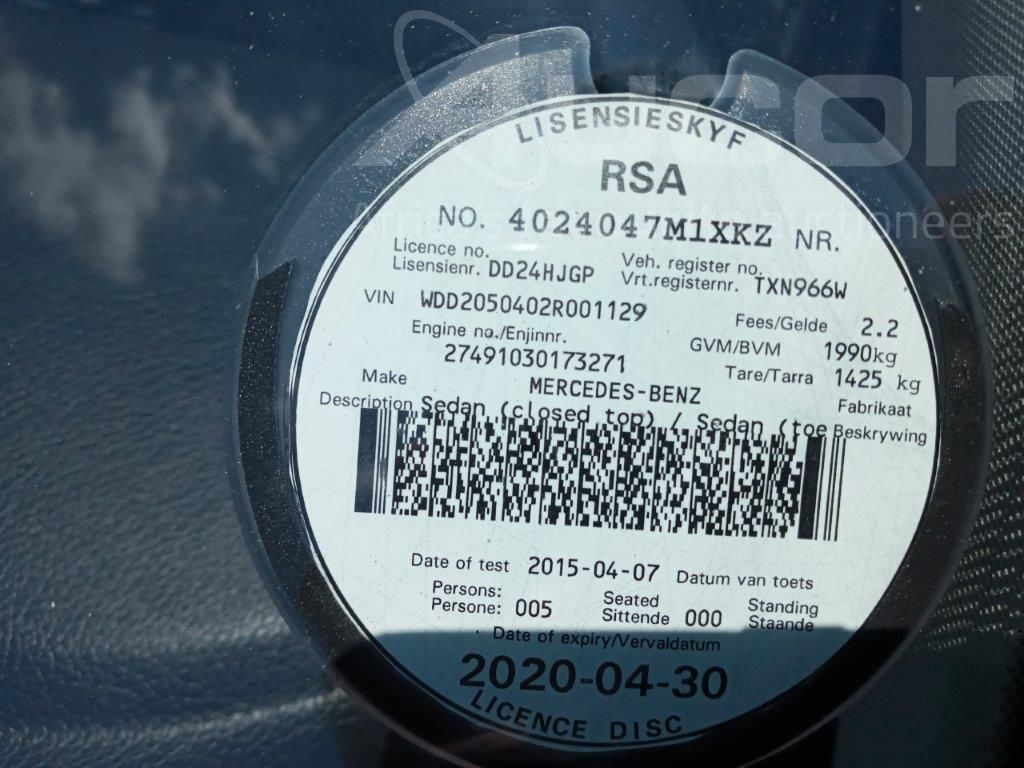 Aucor
auctioneers
LISENSIESKYF
RSA
NO. 4024047M1XKZ NR.
Licence no. Veh. register no.
Lisensienr. DD24HJGP Vrt.registernr. TXN966W
VIN WDD2050402R001129 Fees/Gelde 2.2
Engine no./Enjinnr. GVM/BVM 1990kg
27491030173271 Tare/Tarra 1425 kg
Make MERCEDES-BENZ Fabrikaat
Description Sedan (closed top) / Sedan (toe Beskrywing
Date of test 2015-04-07 Datum van toets
Persons: Seated Standing
Persone: 005 Sittende 000 Staande
Date of expiry/Vervaldatum
2020-04-30
LICENCE DISC